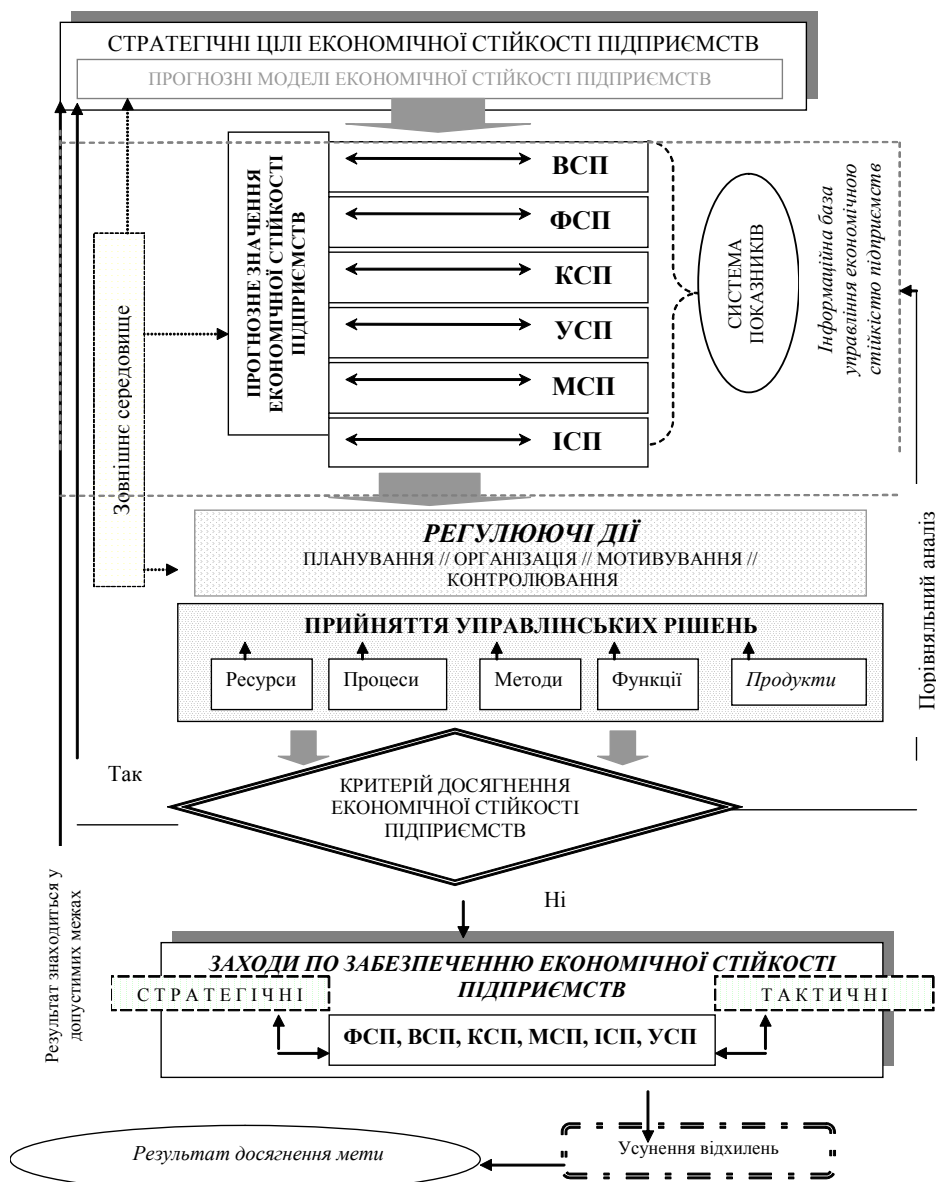 СТРАТЕГІЧНІ ЦІЛІ ЕКОНОМІЧНОЇ СТІЙКОСТІ ПІДПРИЄМСТВ
ПРОГНОЗНІ МОДЕЛІ ЕКОНОМІЧНОЇ СТІЙКОСТІ ПІДПРИЄМСТВ
Зовнішнє середовище
ПРОГНОЗНЕ ЗНАЧЕННЯ
ЕКОНОМІЧНОЇ СТІЙКОСТІ
ПІДПРИЄМСТВ
ВСП
ФСП
КСП
УСП
МСП
ІСП
СИСТЕМА
ПОКАЗНИКІВ
Інформаційна база
управління економічною
стійкістю підприємств
РЕГУЛЮЮЧІ ДІЇ
ПЛАНУВАННЯ // ОРГАНІЗАЦІЯ // МОТИВУВАННЯ //
КОНТРОЛЮВАННЯ
ПРИЙНЯТТЯ УПРАВЛІНСЬКИХ РІШЕНЬ
Ресурси
Процеси
Методи
Функції
Продукти
Порівняльний аналіз
Так
КРИТЕРІЙ ДОСЯГНЕННЯ
ЕКОНОМІЧНОЇ СТІЙКОСТІ
ПІДПРИЄМСТВ
Ні
Результат знаходиться у
допустимих межах
ЗАХОДИ ПО ЗАБЕЗПЕЧЕННЮ ЕКОНОМІЧНОЇ СТІЙКОСТІ
ПІДПРИЄМСТВ
СТРАТЕГІЧНІ
ТАКТИЧНІ
ФСП, ВСП, КСП, МСП, ІСП, УСП
Усунення відхилень
Результат досягнення мети